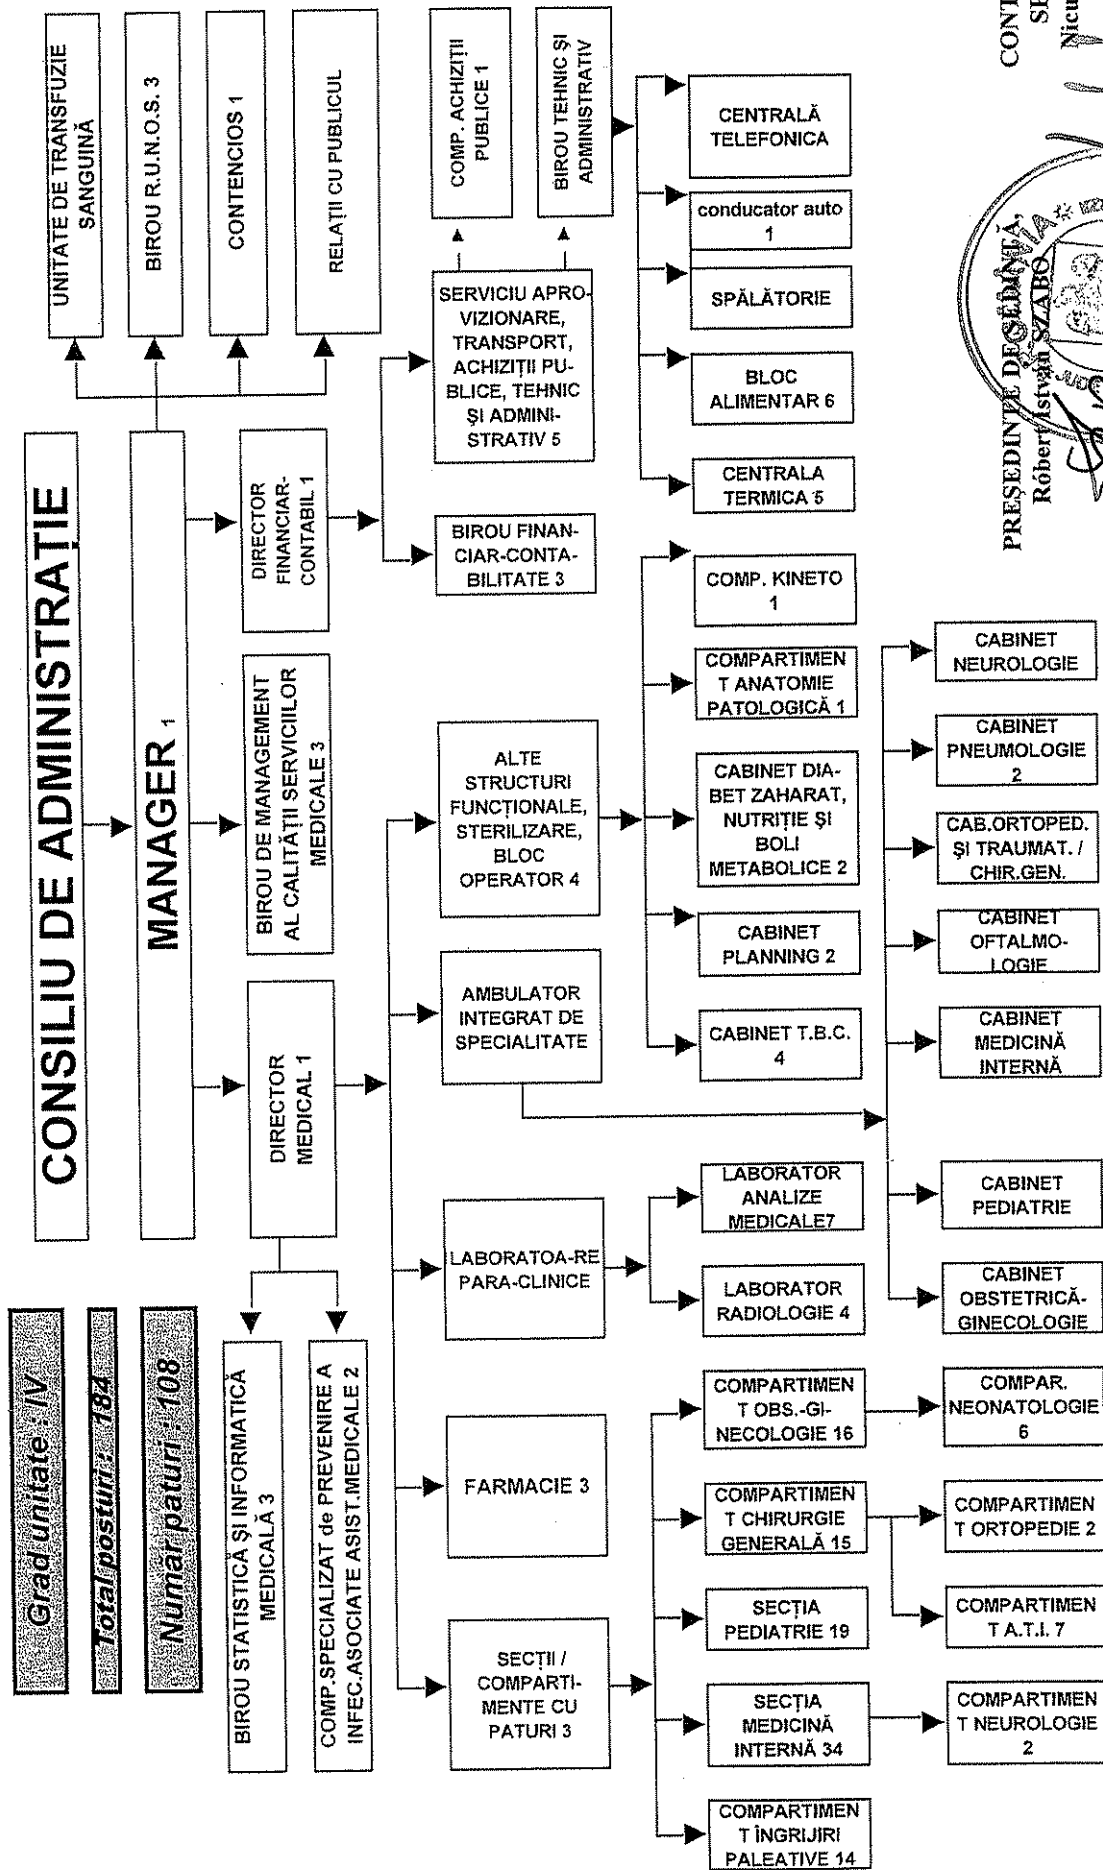 Grad unitate : IV
Total posturi : 184
Numar paturi : 108
CONSILIU DE ADMINISTRAȚIE
MANAGER 1
UNITATE DE TRANSFUZIE
SANGUINĂ
BIROU R.U.N.O.S. 3
CONTENCIOS 1
RELAȚII CU PUBLICUL
BIROU STATISTICĂ ȘI INFORMATICĂ
MEDICALĂ 3
COMP.SPECIALIZAT de PREVENIRE A
INFEC.ASOCIATE ASIST.MEDICALE 2
DIRECTOR
MEDICAL 1
BIROU DE MANAGEMENT
AL CALITĂȚII SERVICIILOR
MEDICALE 3
DIRECTOR
FINANCIAR-
CONTABIL 1
SECȚII /
COMPARTI-
MENTE CU
PATURI 3
FARMACIE 3
LABORATOA-RE
PARA-CLINICE
AMBULATOR
INTEGRAT DE
SPECIALITATE
ALTE
STRUCTURI
FUNCȚIONALE,
STERILIZARE,
BLOC
OPERATOR 4
BIROU FINAN-
CIAR-CONTA-
BILITATE 3
SERVICIU APRO-
VIZIONARE,
TRANSPORT,
ACHIZIȚII PU-
BLICE, TEHNIC
ȘI ADMINI-
STRATIV 5
COMP. ACHIZIȚII
PUBLICE 1
BIROU TEHNIC ȘI
ADMINISTRATIV
COMPARTIMEN
T ÎNGRIJIRI
PALEATIVE 14
SECȚIA
MEDICINĂ
INTERNĂ 34
SECȚIA
PEDIATRIE 19
COMPARTIMEN
T CHIRURGIE
GENERALĂ 15
COMPARTIMEN
T OBS.-GI-
NECOLOGIE 16
LABORATOR
RADIOLOGIE 4
LABORATOR
ANALIZE
MEDICALE7
CABINET T.B.C.
4
CABINET
PLANNING 2
CABINET DIA-
BET ZAHARAT,
NUTRIȚIE ȘI
BOLI
METABOLICE 2
COMPARTIMEN
T ANATOMIE
PATOLOGICĂ 1
COMP. KINETO
1
CENTRALA
TERMICA 5
BLOC
ALIMENTAR 6
SPĂLĂTORIE
conducator auto
1
CENTRALĂ
TELEFONICA
COMPARTIMEN
T NEUROLOGIE
2
COMPARTIMEN
T A.T.I. 7
COMPARTIMEN
T ORTOPEDIE 2
COMPAR.
NEONATOLOGIE
6
CABINET
OBSTETRICĂ-
GINECOLOGIE
CABINET
PEDIATRIE
CABINET
MEDICINĂ
INTERNĂ
CABINET
OFTALMO-
LOGIE
CAB.ORTOPED.
ȘI TRAUMAT. /
CHIR.GEN.
CABINET
PNEUMOLOGIE
2
CABINET
NEUROLOGIE
PREȘEDINTE DE ȘEDINȚĂ,
Róbert István SZABO
CONT
SE
Nicu